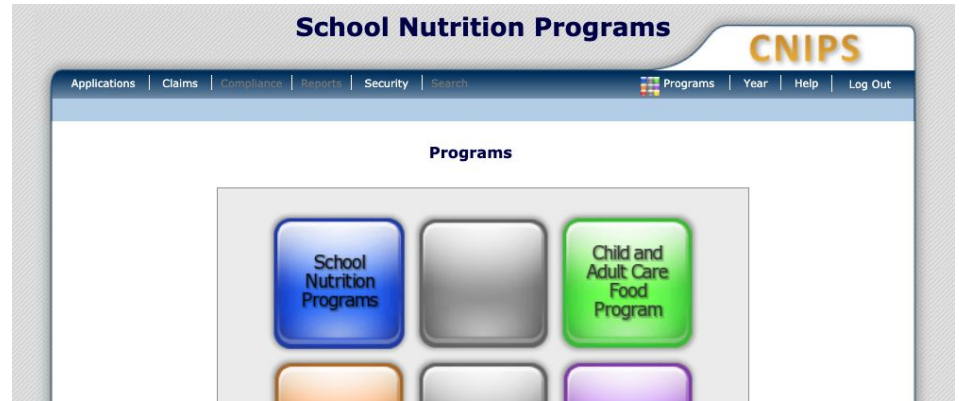 School Nutrition Programs
CNIPS
Applications | Claims | Compliance | Reports | Security | Search Programs | Year | Help | Log Out
Programs
School
Nutrition
Programs
Child and
Adult Care
Food
Program